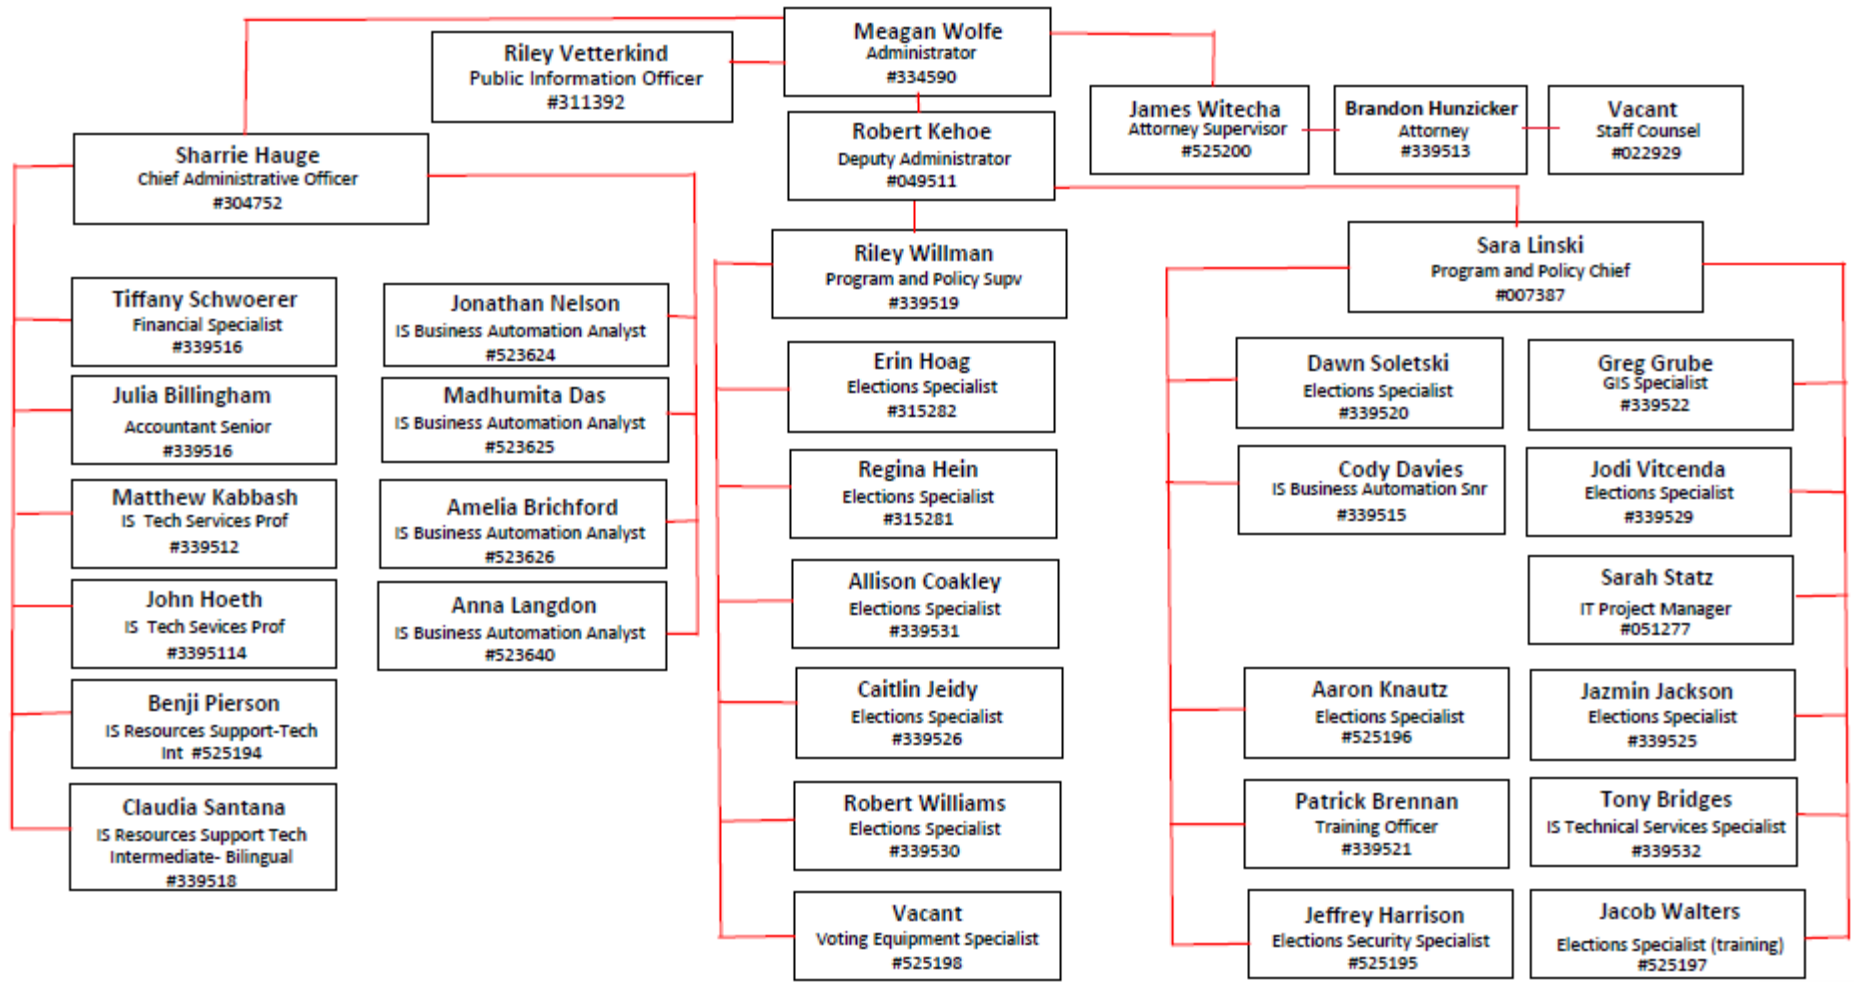 Meagan Wolfe
Administrator
#334590
Riley Vetterkind
Public Information Officer
#311392
James Witecha
Attorney Supervisor
#525200
Brandon Hunzicker
Attorney
#339513
Vacant
Staff Counsel
#022929
Robert Kehoe
Deputy Administrator
#049511
Sharrie Hauge
Chief Administrative Officer
#304752
Tiffany Schwoerer
Financial Specialist
#339516
Julia Billingham
Accountant Senior
#339516
Matthew Kabbash
IS Tech Services Prof
#339512
John Hoeth
IS Tech Sevices Prof
#3395114
Benji Pierson
IS Resources Support-Tech
Int #525194
Claudia Santana
IS Resources Support Tech
Intermediate- Bilingual
#339518
Jonathan Nelson
IS Business Automation Analyst
#523624
Madhumita Das
IS Business Automation Analyst
#523625
Amelia Brichford
IS Business Automation Analyst
#523626
Anna Langdon
IS Business Automation Analyst
#523640
Riley Willman
Program and Policy Supv
#339519
Erin Hoag
Elections Specialist
#315282
Regina Hein
Elections Specialist
#315281
Allison Coakley
Elections Specialist
#339531
Caitlin Jeidy
Elections Specialist
#339526
Robert Williams
Elections Specialist
#339530
Vacant
Voting Equipment Specialist
#525198
Sara Linski
Program and Policy Chief
#007387
Dawn Soletski
Elections Specialist
#339520
Cody Davies
IS Business Automation Snr
#339515
Aaron Knautz
Elections Specialist
#525196
Patrick Brennan
Training Officer
#339521
Jeffrey Harrison
Elections Security Specialist
#525195
Greg Grube
GIS Specialist
#339522
Jodi Vitcenda
Elections Specialist
#339529
Sarah Statz
IT Project Manager
#051277
Jazmin Jackson
Elections Specialist
#339525
Tony Bridges
IS Technical Services Specialist
#339532
Jacob Walters
Elections Specialist (training)
#525197